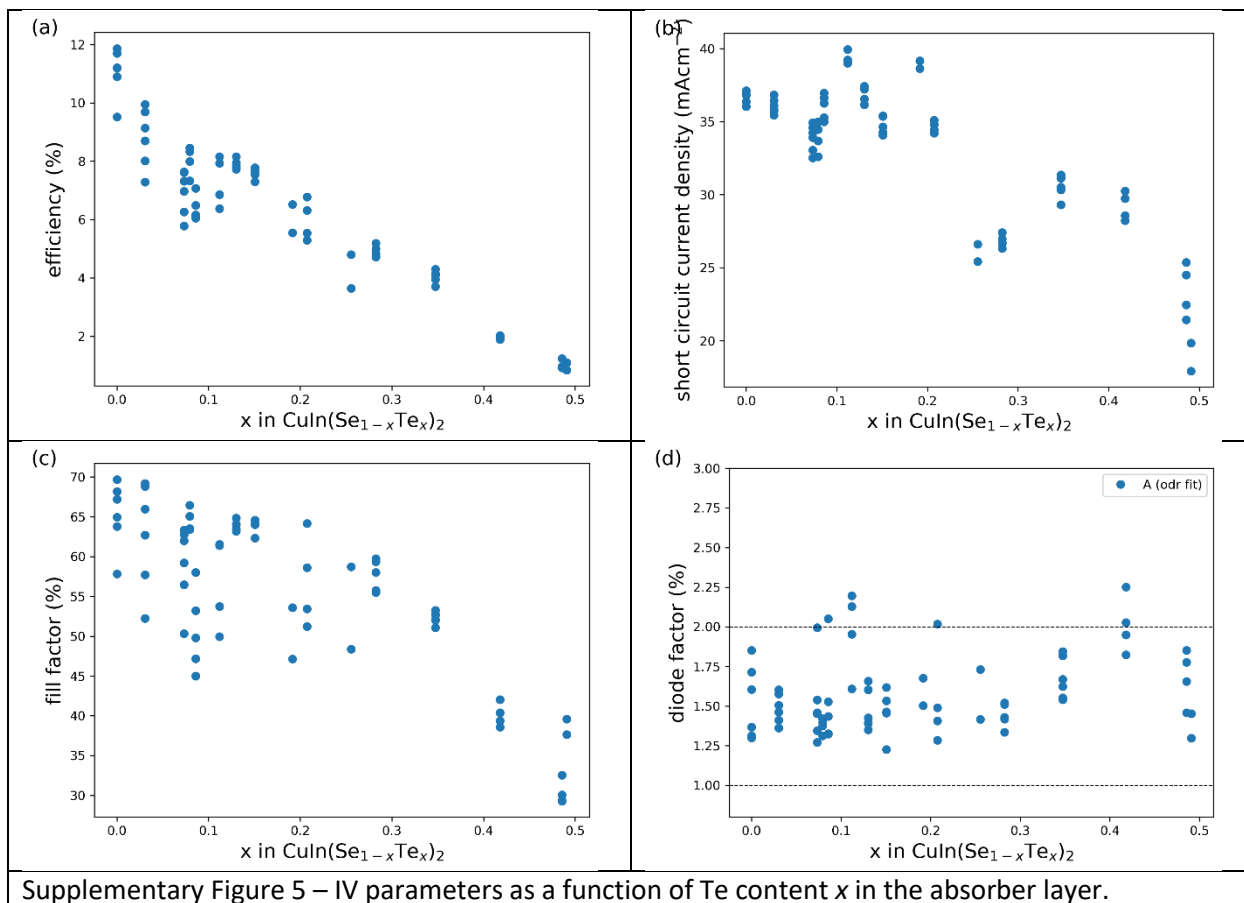 (a)
12
10
8
6
4
2
efficiency (%)
0.0 0.1 0.2 0.3 0.4 0.5
x in CuIn(Se₁₋ₓTeₓ)₂
(b)
40
35
30
25
20
short circuit current density (mAcm⁻²)
0.0 0.1 0.2 0.3 0.4 0.5
x in CuIn(Se₁₋ₓTeₓ)₂
(c)
70
65
60
55
50
45
40
35
30
fill factor (%)
0.0 0.1 0.2 0.3 0.4 0.5
x in CuIn(Se₁₋ₓTeₓ)₂
(d)
3.00
2.75
2.50
2.25
2.00
1.75
1.50
1.25
1.00
diode factor (%)
A (odr fit)
0.0 0.1 0.2 0.3 0.4 0.5
x in CuIn(Se₁₋ₓTeₓ)₂
Supplementary Figure 5 – IV parameters as a function of Te content x in the absorber layer.